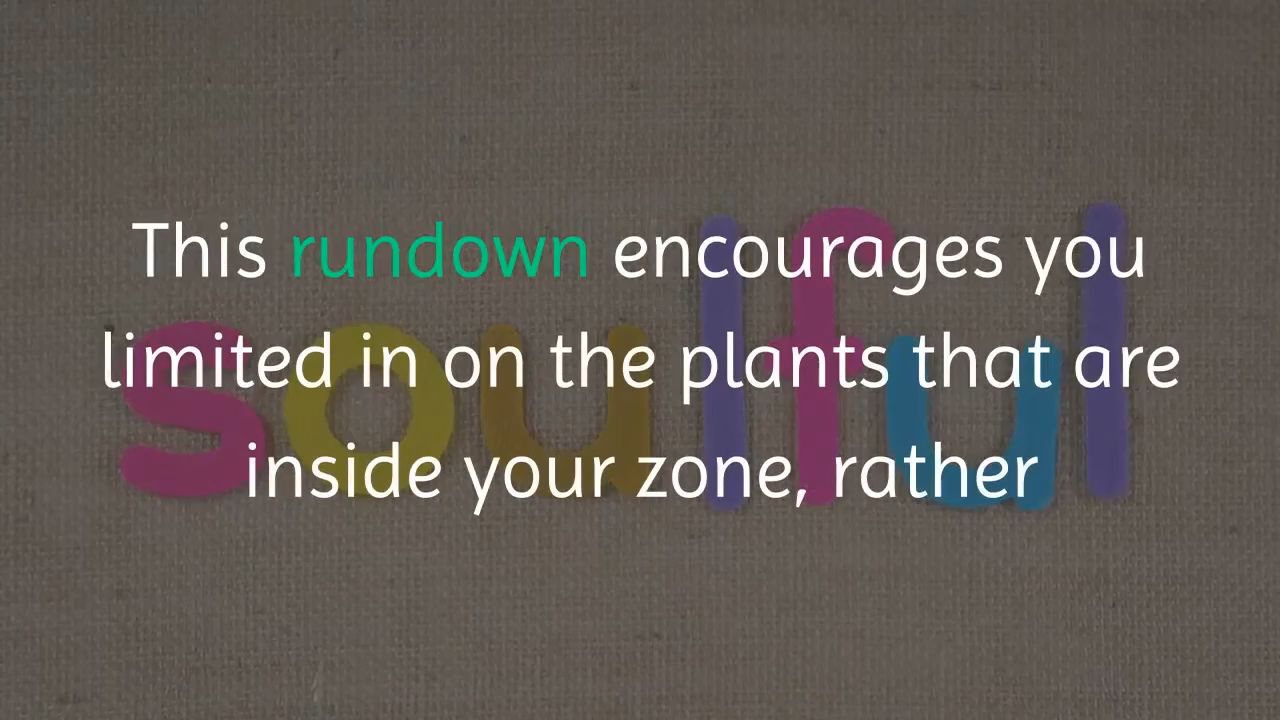 This rundown encourages you
limited in on the plants that are
inside your zone, rather
soulful